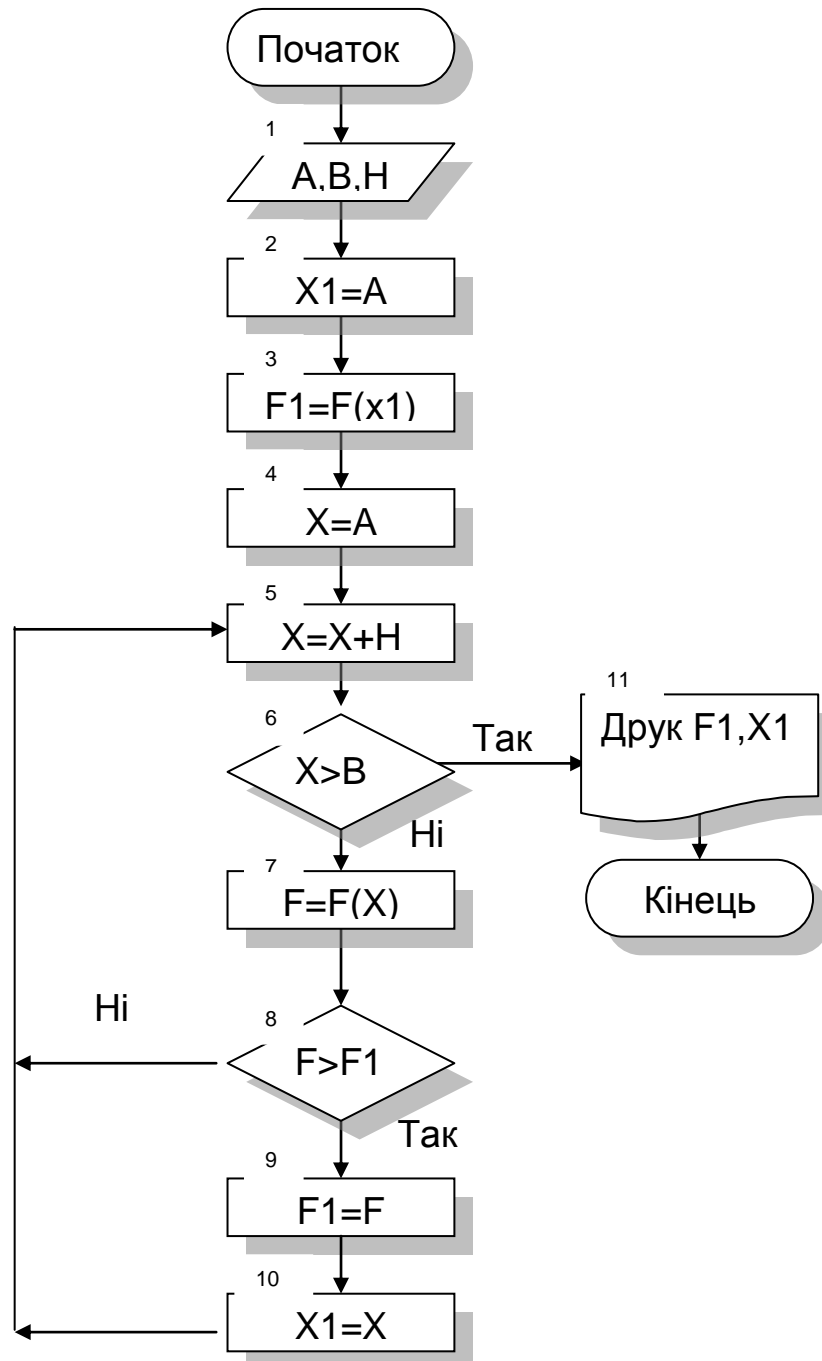 Початок
1
A,B,H
2
X1=A
3
F1=F(x1)
4
X=A
5
X=X+H
6
X>B
Так
11
Друк F1,X1
Ні
Кінець
7
F=F(X)
Ні
8
F>F1
Так
9
F1=F
10
X1=X